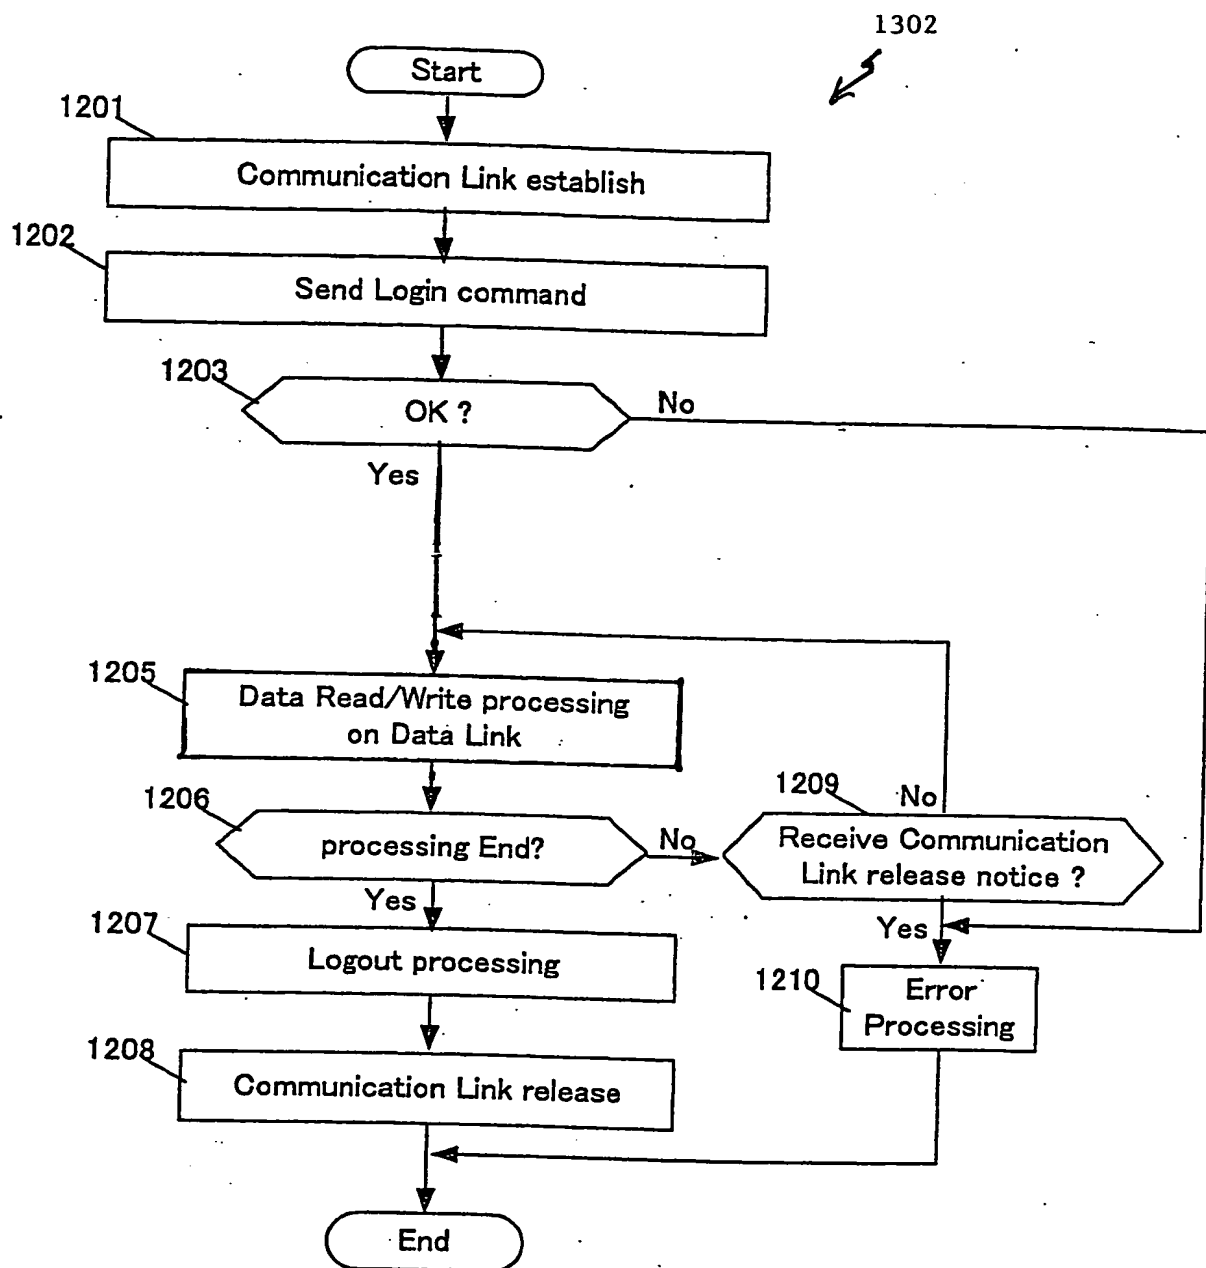 1302
Start
1201
Communication Link establish
1202
Send Login command
1203
OK ?
No
Yes
1205
Data Read/Write processing
on Data Link
1206
processing End?
No
Yes
1209
No
Receive Communication
Link release notice ?
Yes
1207
Logout processing
1210
Error
Processing
1208
Communication Link release
End